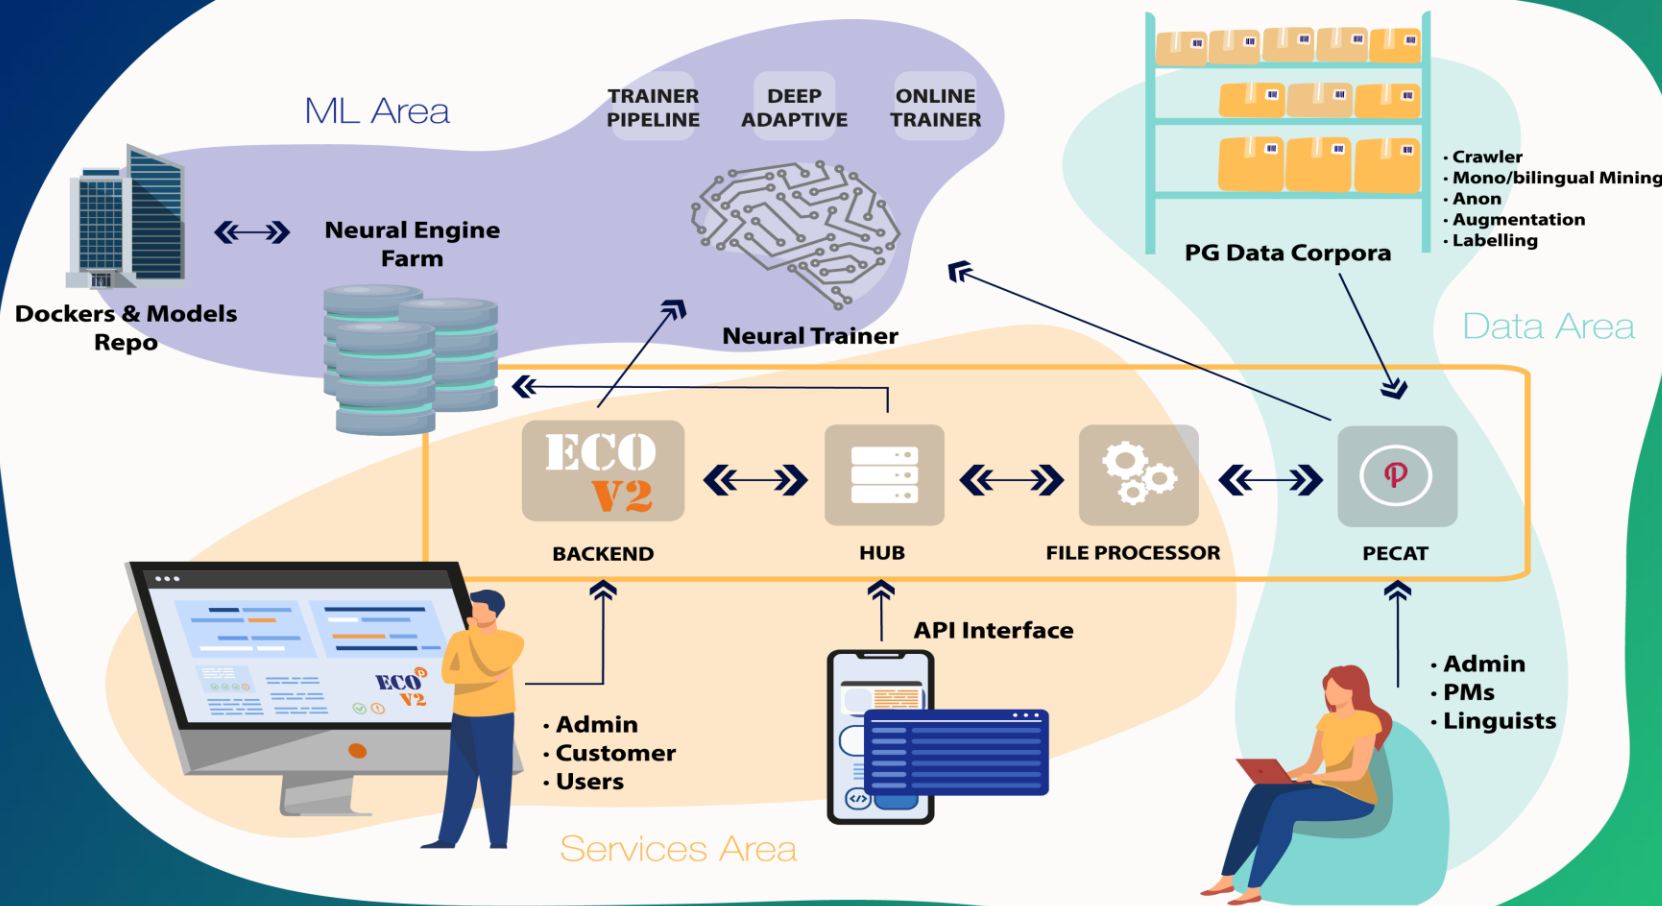 ML Area
TRAINER
PIPELINE
DEEP
ADAPTIVE
ONLINE
TRAINER
Neural Engine
Farm
Dockers & Models
Repo
Neural Trainer
PG Data Corpora
· Crawler
· Mono/bilingual Mining
· Anon
· Augmentation
· Labelling
Data Area
ECO
V2
BACKEND
HUB
FILE PROCESSOR
P
PECAT
ECO
V2
· Admin
· Customer
· Users
API Interface
</>
· Admin
· PMs
· Linguists
Services Area